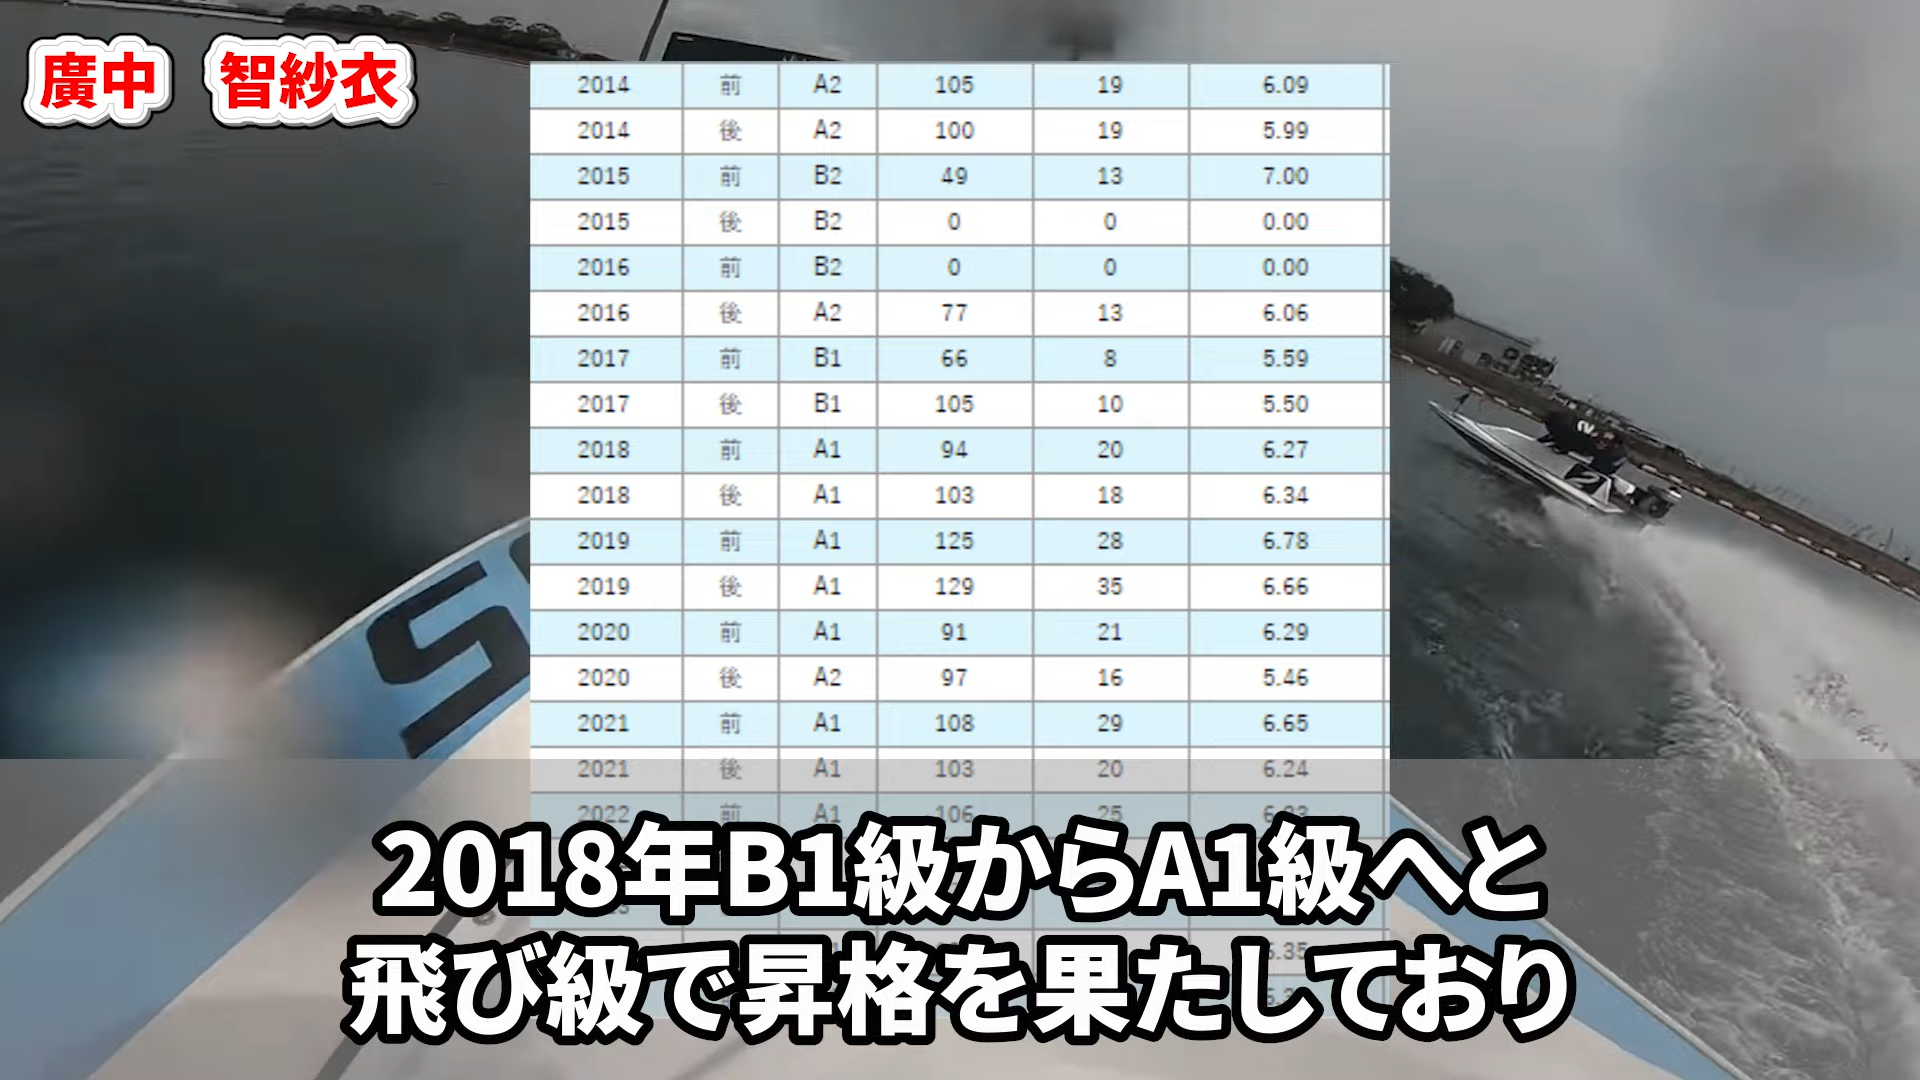 廣中 智紗衣
2014 前 A2 105 19 6.09
2014 後 A2 100 19 5.99
2015 前 B2 49 13 7.00
2015 後 B2 0 0 0.00
2016 前 B2 0 0 0.00
2016 後 A2 77 13 6.06
2017 前 B1 66 8 5.59
2017 後 B1 105 10 5.50
2018 前 A1 94 20 6.27
2018 後 A1 103 18 6.34
2019 前 A1 125 28 6.78
2019 後 A1 129 35 6.66
2020 前 A1 91 21 6.29
2020 後 A2 97 16 5.46
2021 前 A1 108 29 6.65
2021 後 A1 103 20 6.24
2022 前 A1 106 25
2018年B1級からA1級へと
飛び級で昇格を果たしており